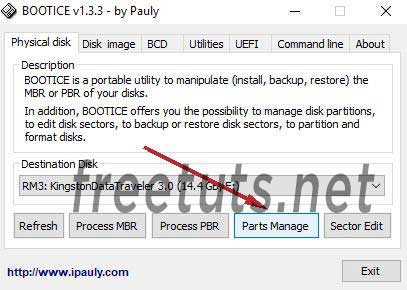 BOOTICE v1.3.3 - by Pauly
Physical disk Disk image BCD Utilities UEFI Command line About
Description
BOOTICE is a portable utility to manipulate (install, backup, restore) the
MBR or PBR of your disks.
In addition, BOOTICE offers you the possibility to manage disk partitions,
to edit disk sectors, to backup or restore disk sectors, to partition and
format disks.
Destination Disk
RM3: KingstonDataTraveler 3.0 (14.4 GB, F:)
freetuts.net
Refresh Process MBR Process PBR Parts Manage Sector Edit
http://www.ipauly.com Exit